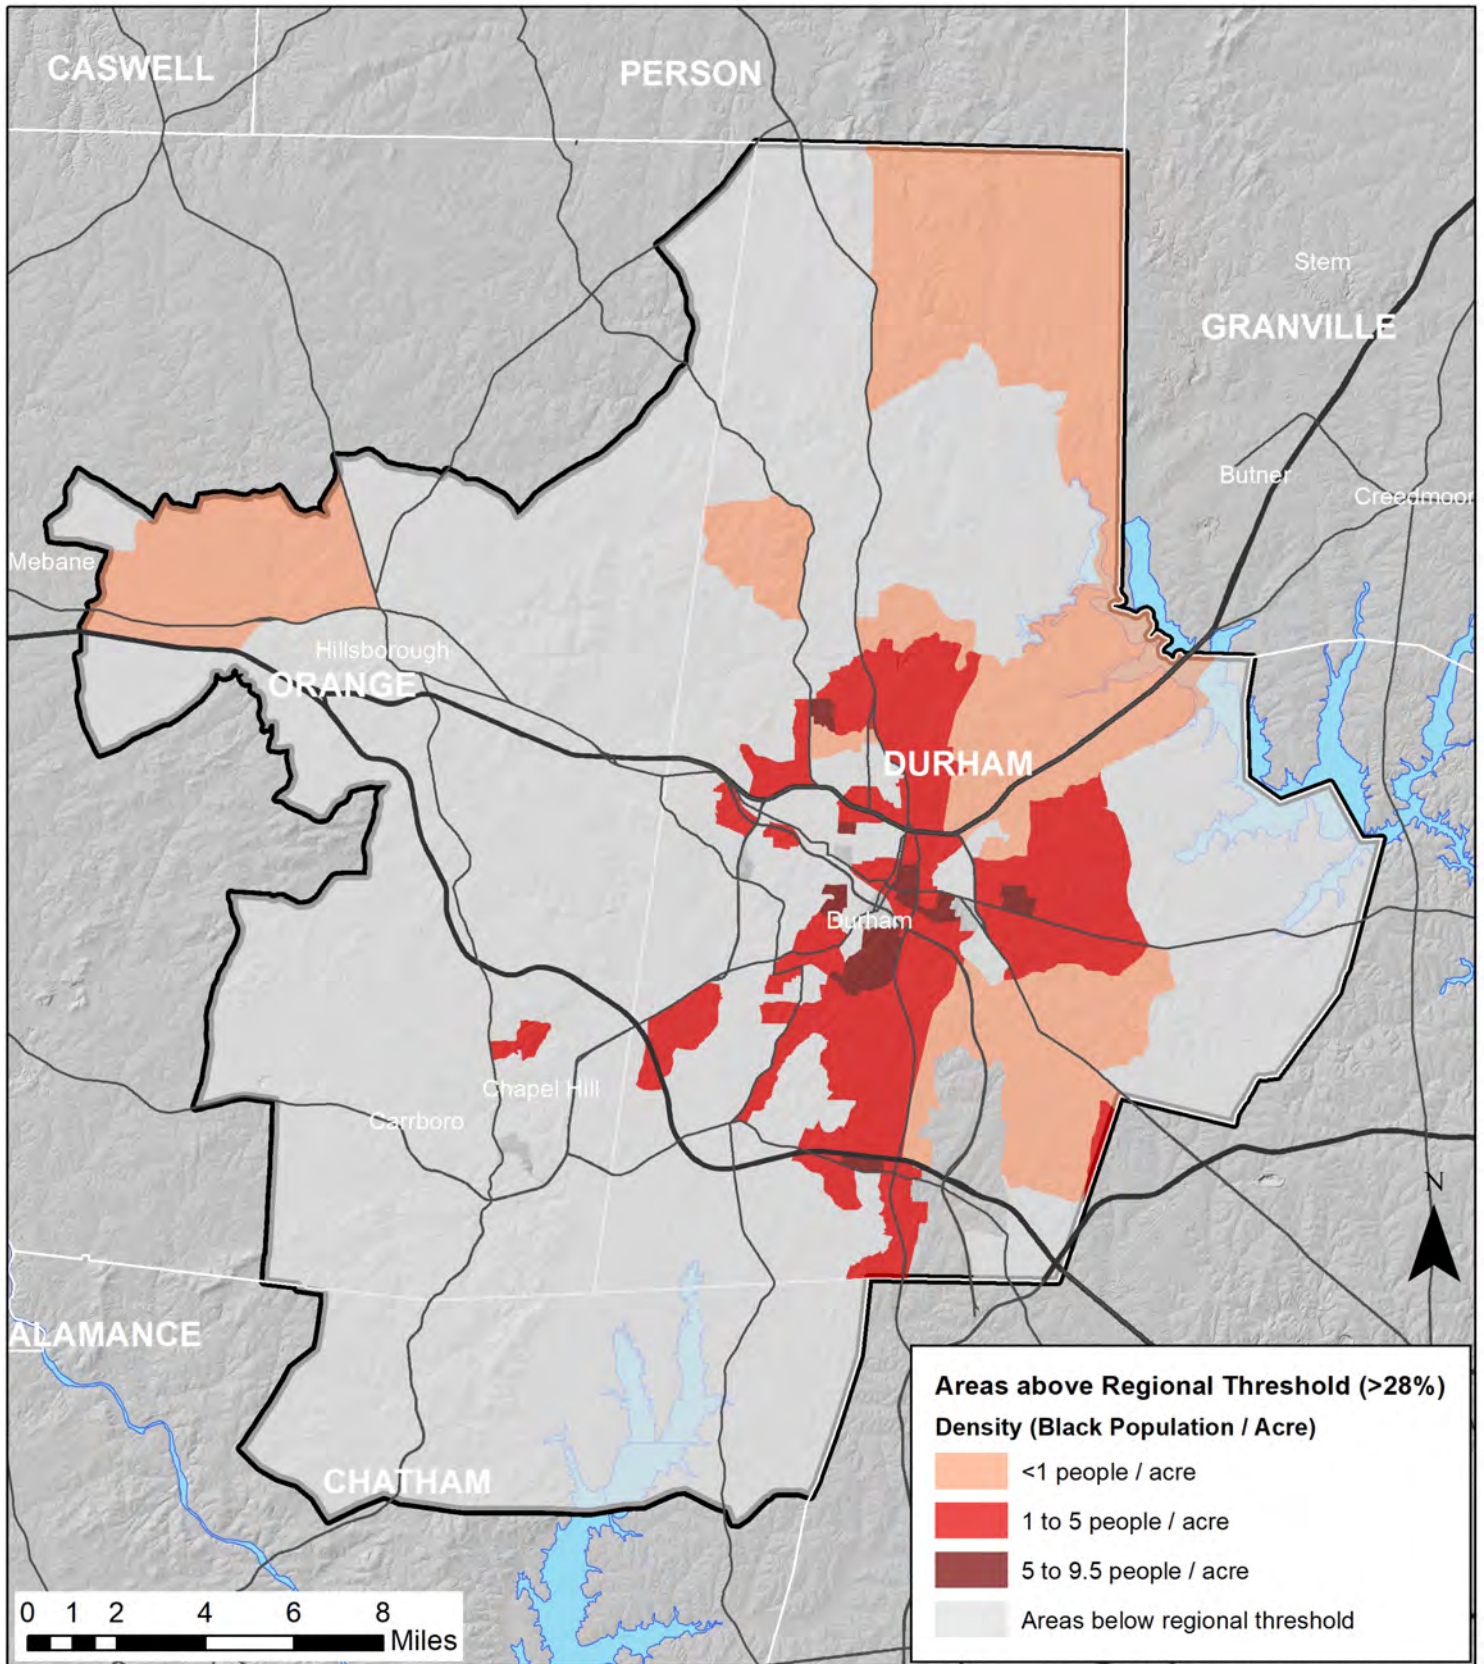 CASWELL
PERSON
Stem
GRANVILLE
Butner
Creedmoor
Mebane
Hillsborough
ORANGE
DURHAM
Durham
Chapel Hill
Carrboro
N
ALAMANCE
CHATHAM
Areas above Regional Threshold (>28%)
Density (Black Population / Acre)
<1 people / acre
1 to 5 people / acre
5 to 9.5 people / acre
Areas below regional threshold
0 1 2 4 6 8
Miles